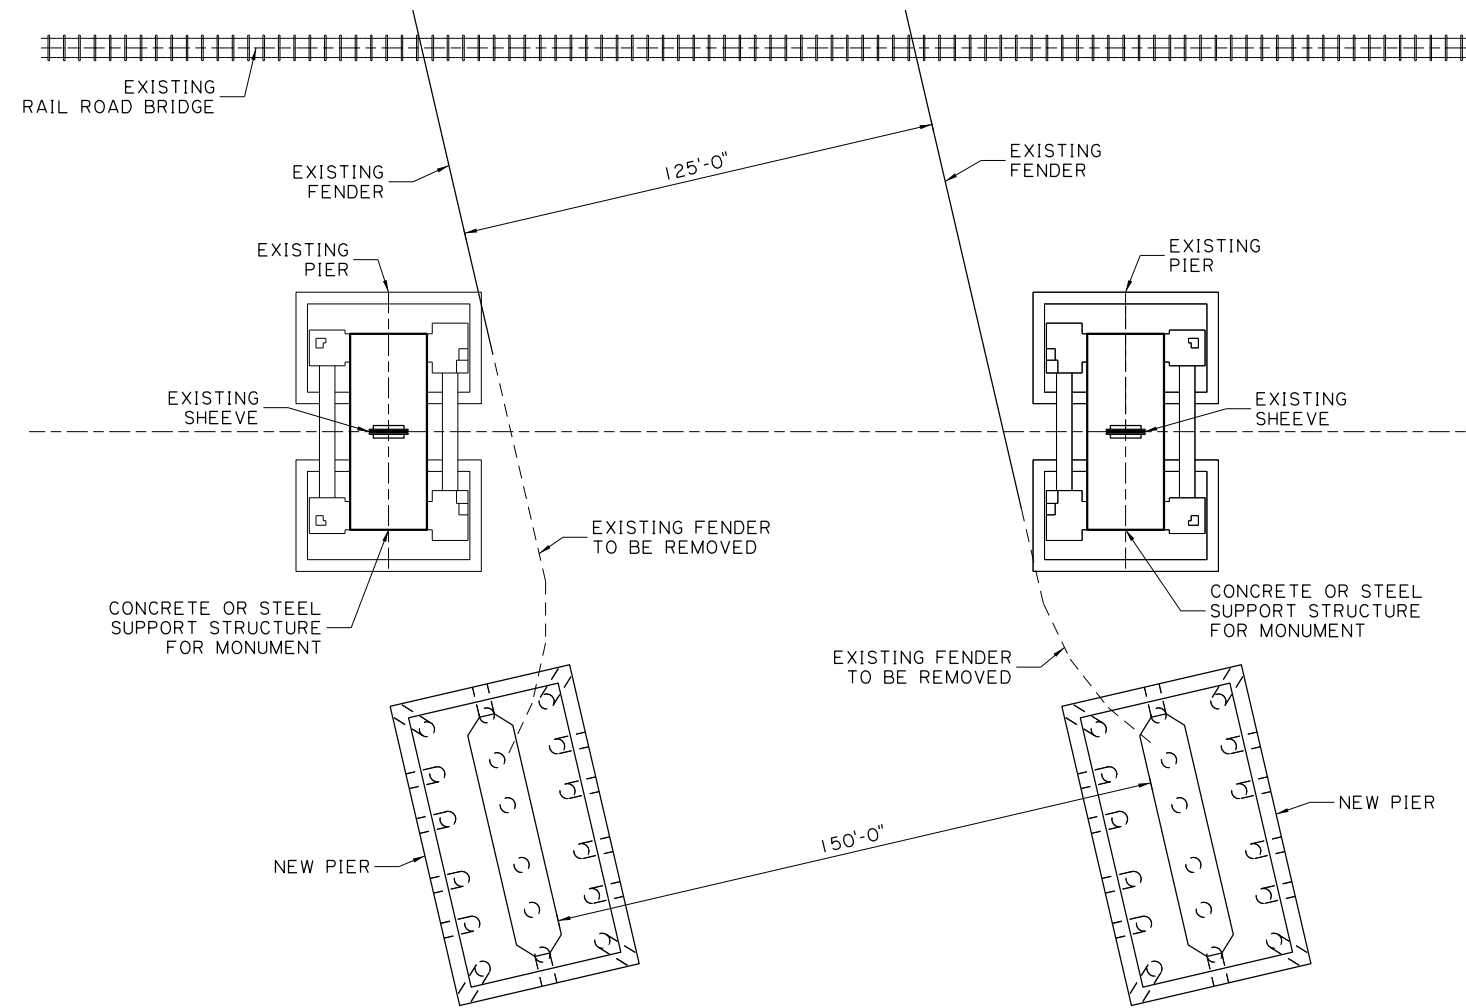 EXISTING
RAIL ROAD BRIDGE
EXISTING
FENDER
125'-0"
EXISTING
FENDER
EXISTING
PIER
EXISTING
PIER
EXISTING
SHEEVE
EXISTING
SHEEVE
EXISTING FENDER
TO BE REMOVED
CONCRETE OR STEEL
SUPPORT STRUCTURE
FOR MONUMENT
CONCRETE OR STEEL
SUPPORT STRUCTURE
FOR MONUMENT
EXISTING FENDER
TO BE REMOVED
NEW PIER
150'-0"
NEW PIER